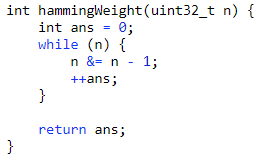 int hammingWeight(uint32_t n) {
    int ans = 0;
    while (n) {
        n &= n - 1;
        ++ans;
    }

    return ans;
}